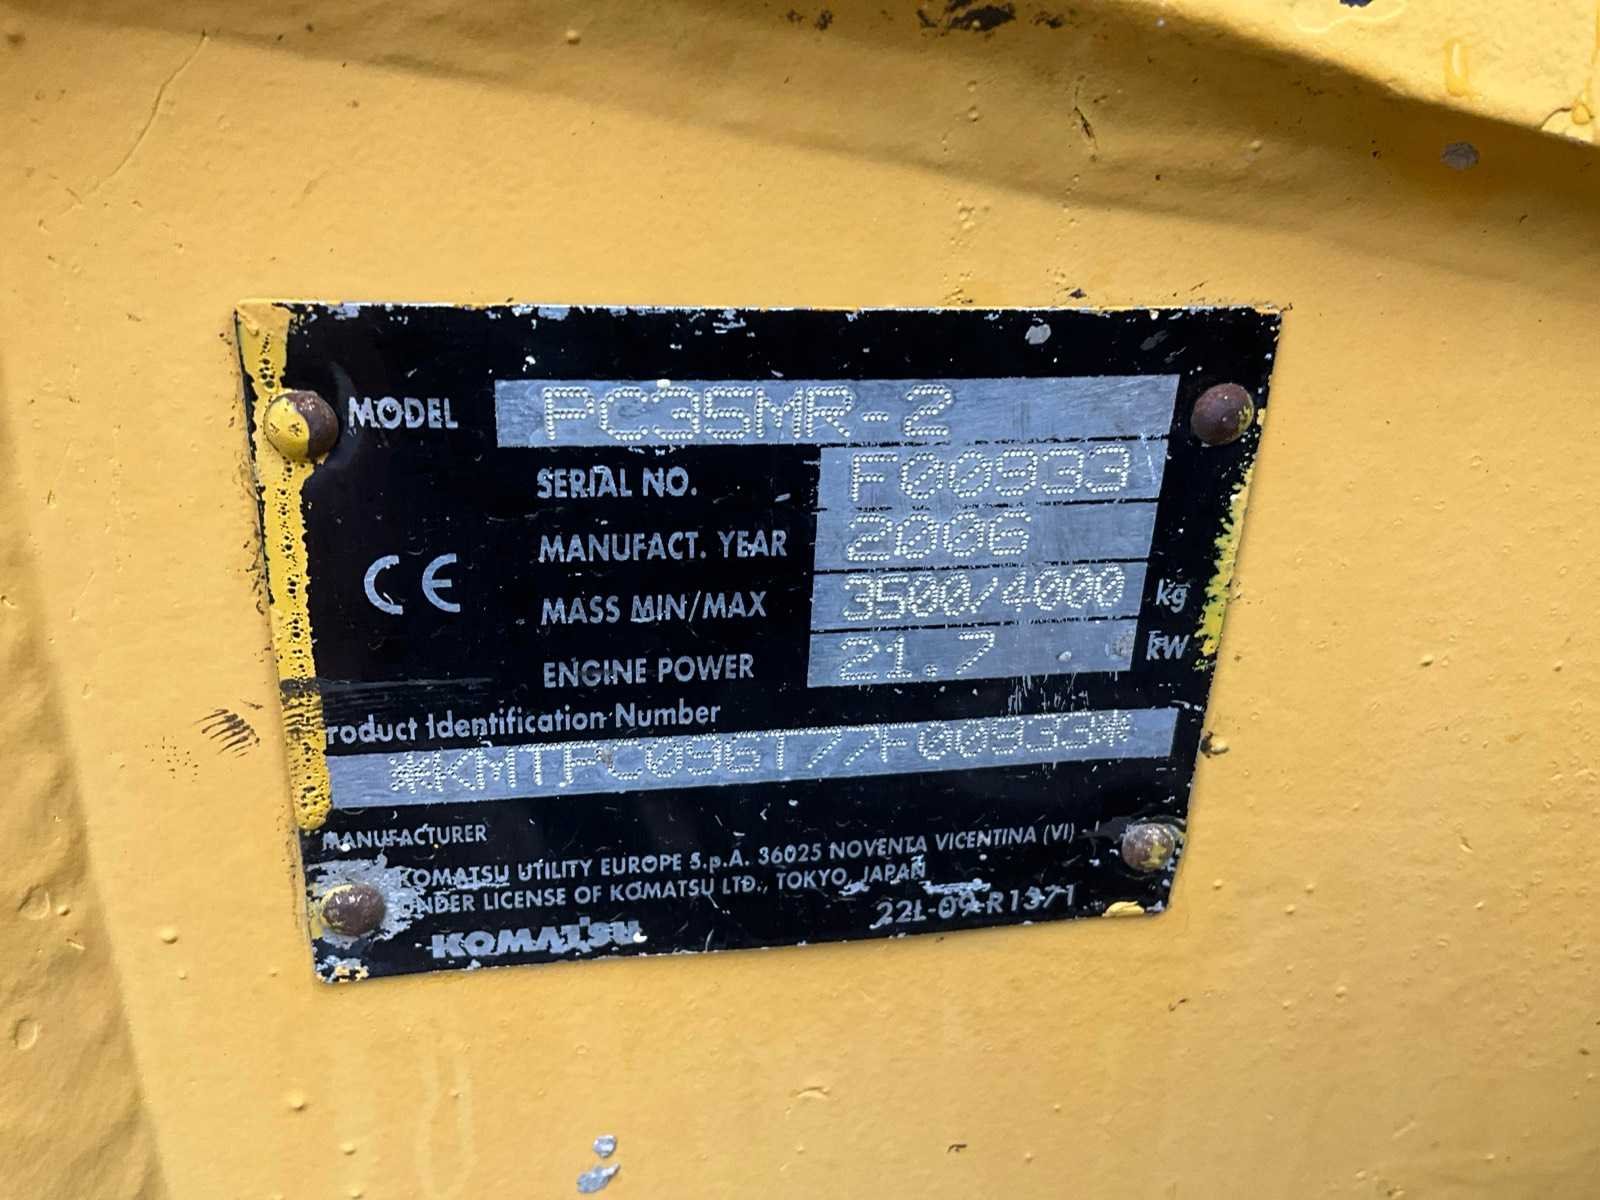 MODEL PC35MR-2
SERIAL NO. F00933
MANUFACT. YEAR 2006
CE
MASS MIN/MAX 3500/4000 kg
ENGINE POWER 21.7 kW
Product Identification Number
*KMTPC096T77F00933*
MANUFACTURER
KOMATSU UTILITY EUROPE S.p.A. 36025 NOVENTA VICENTINA (VI)
UNDER LICENSE OF KOMATSU LTD., TOKYO, JAPAN
KOMATSU 22L-09-R1371